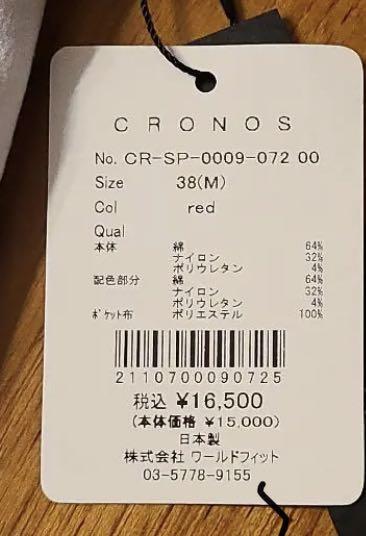 CRONOS
No. CR-SP-0009-072 00
Size 38(M)
Col red
Qual
本体 綿 64%
ナイロン 32%
ポリウレタン 4%
配色部分 綿 64%
ナイロン 32%
ポリウレタン 4%
ﾎﾟｹｯﾄ布 ポリエステル 100%
2110700090725
税込 ¥16,500
(本体価格 ¥15,000)
日本製
株式会社 ワールドフィット
03-5778-9155